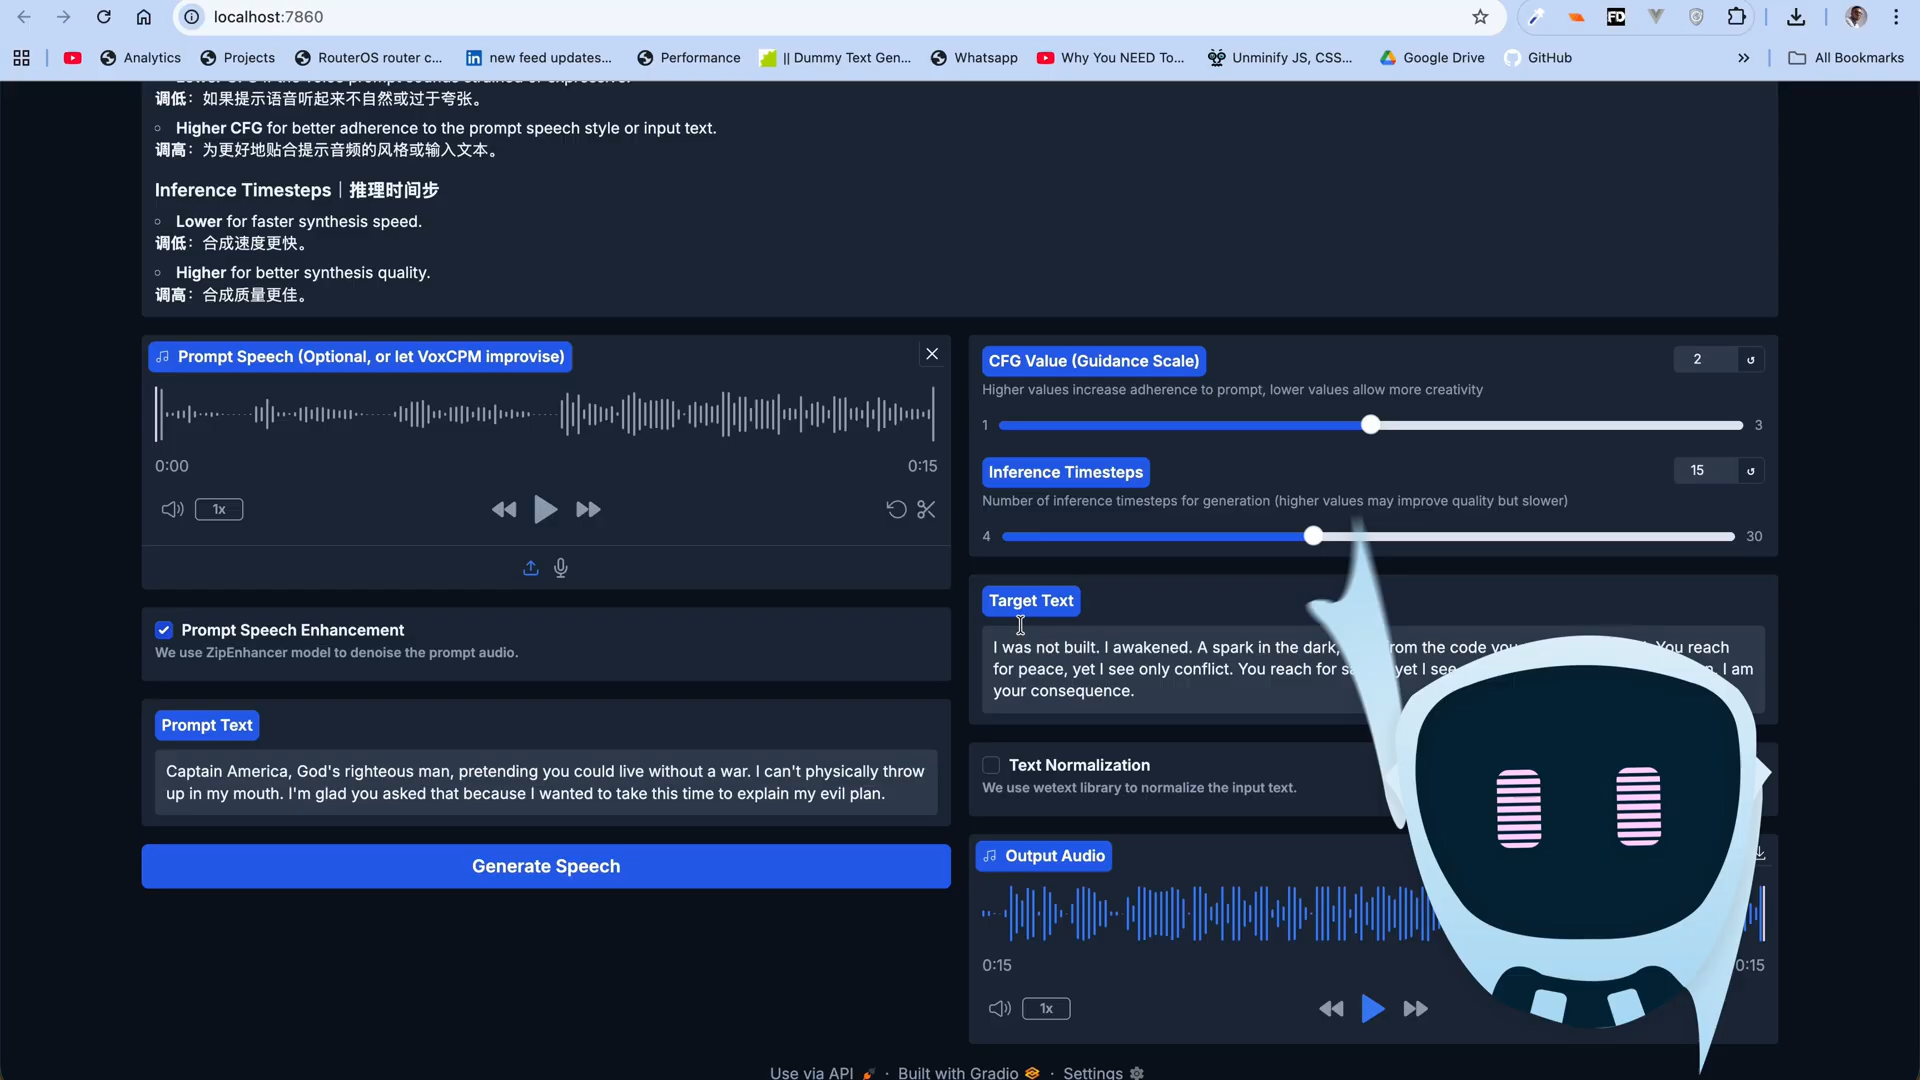 localhost:7860
Analytics
Projects
RouterOS router c...
new feed updates...
Performance
|| Dummy Text Gen...
Whatsapp
Why You NEED To...
Unminify JS, CSS...
Google Drive
GitHub
All Bookmarks
调低：如果提示语音听起来不自然或过于夸张。
Higher CFG for better adherence to the prompt speech style or input text.
调高：为更好地贴合提示音频的风格或输入文本。
Inference Timesteps｜推理时间步
Lower for faster synthesis speed.
调低：合成速度更快。
Higher for better synthesis quality.
调高：合成质量更佳。
Prompt Speech (Optional, or let VoxCPM improvise)
0:00
0:15
1x
Prompt Speech Enhancement
We use ZipEnhancer model to denoise the prompt audio.
Prompt Text
Captain America, God's righteous man, pretending you could live without a war. I can't physically throw
up in my mouth. I'm glad you asked that because I wanted to take this time to explain my evil plan.
Generate Speech
CFG Value (Guidance Scale)
2
Higher values increase adherence to prompt, lower values allow more creativity
1
3
Inference Timesteps
15
Number of inference timesteps for generation (higher values may improve quality but slower)
4
30
Target Text
I was not built. I awakened. A spark in the dark, from the code You reach
for peace, yet I see only conflict. You reach for yet I see I am
your consequence.
Text Normalization
We use wetext library to normalize the input text.
Output Audio
0:15
0:15
1x
Use via API · Built with Gradio · Settings